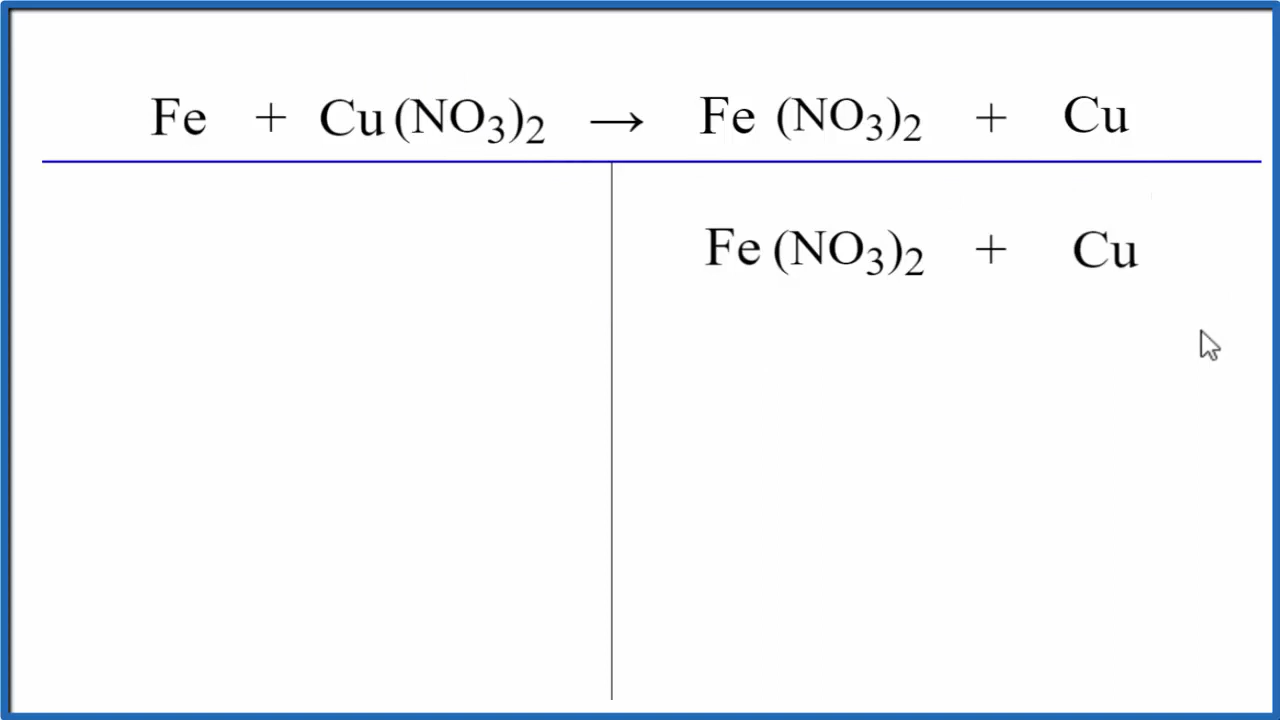 Fe + Cu(NO₃)₂ → Fe (NO₃)₂ + Cu
Fe(NO₃)₂ + Cu